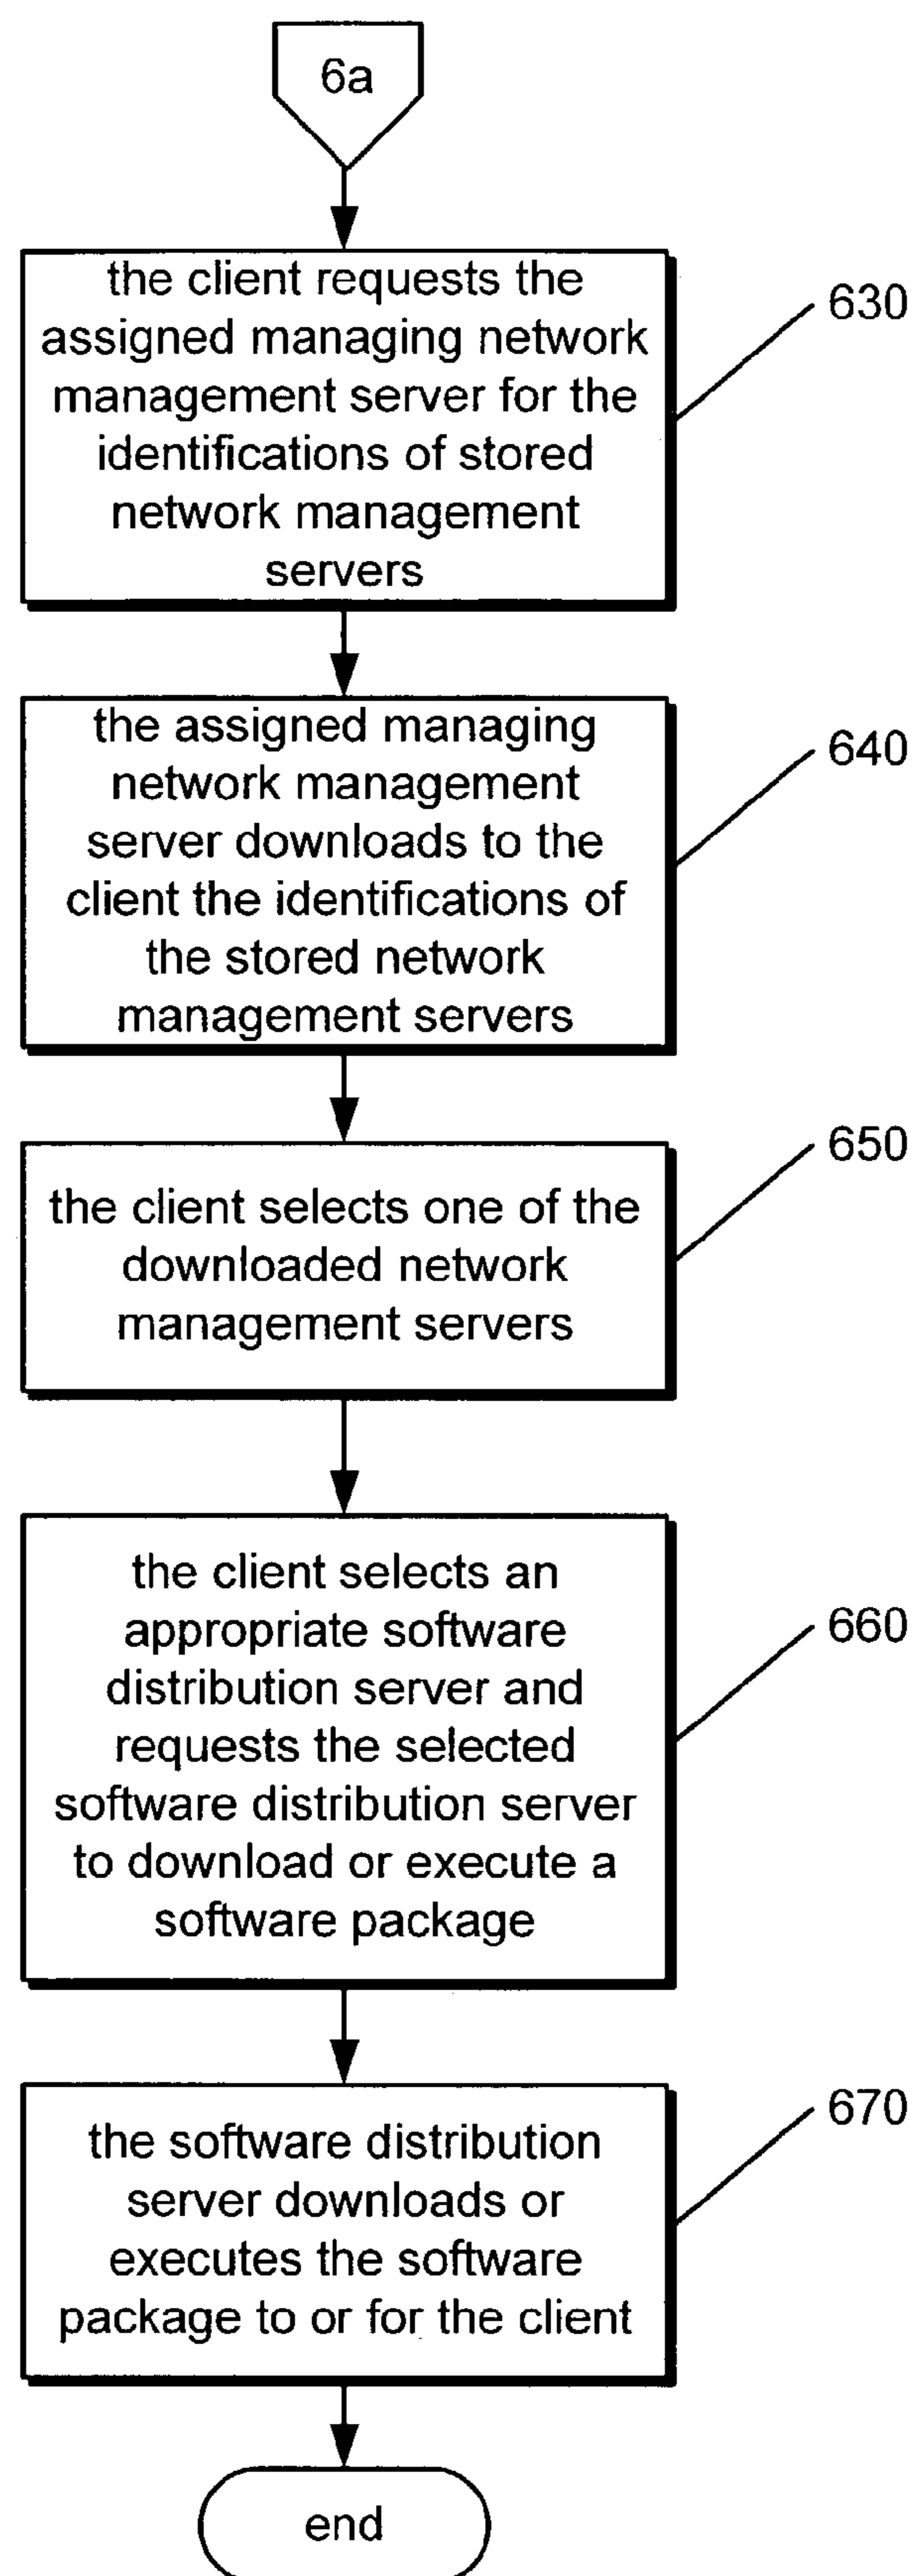 6a
the client requests the
assigned managing network
management server for the
identifications of stored
network management
servers
630
the assigned managing
network management
server downloads to the
client the identifications of
the stored network
management servers
640
the client selects one of the
downloaded network
management servers
650
the client selects an
appropriate software
distribution server and
requests the selected
software distribution server
to download or execute a
software package
660
the software distribution
server downloads or
executes the software
package to or for the client
670
end